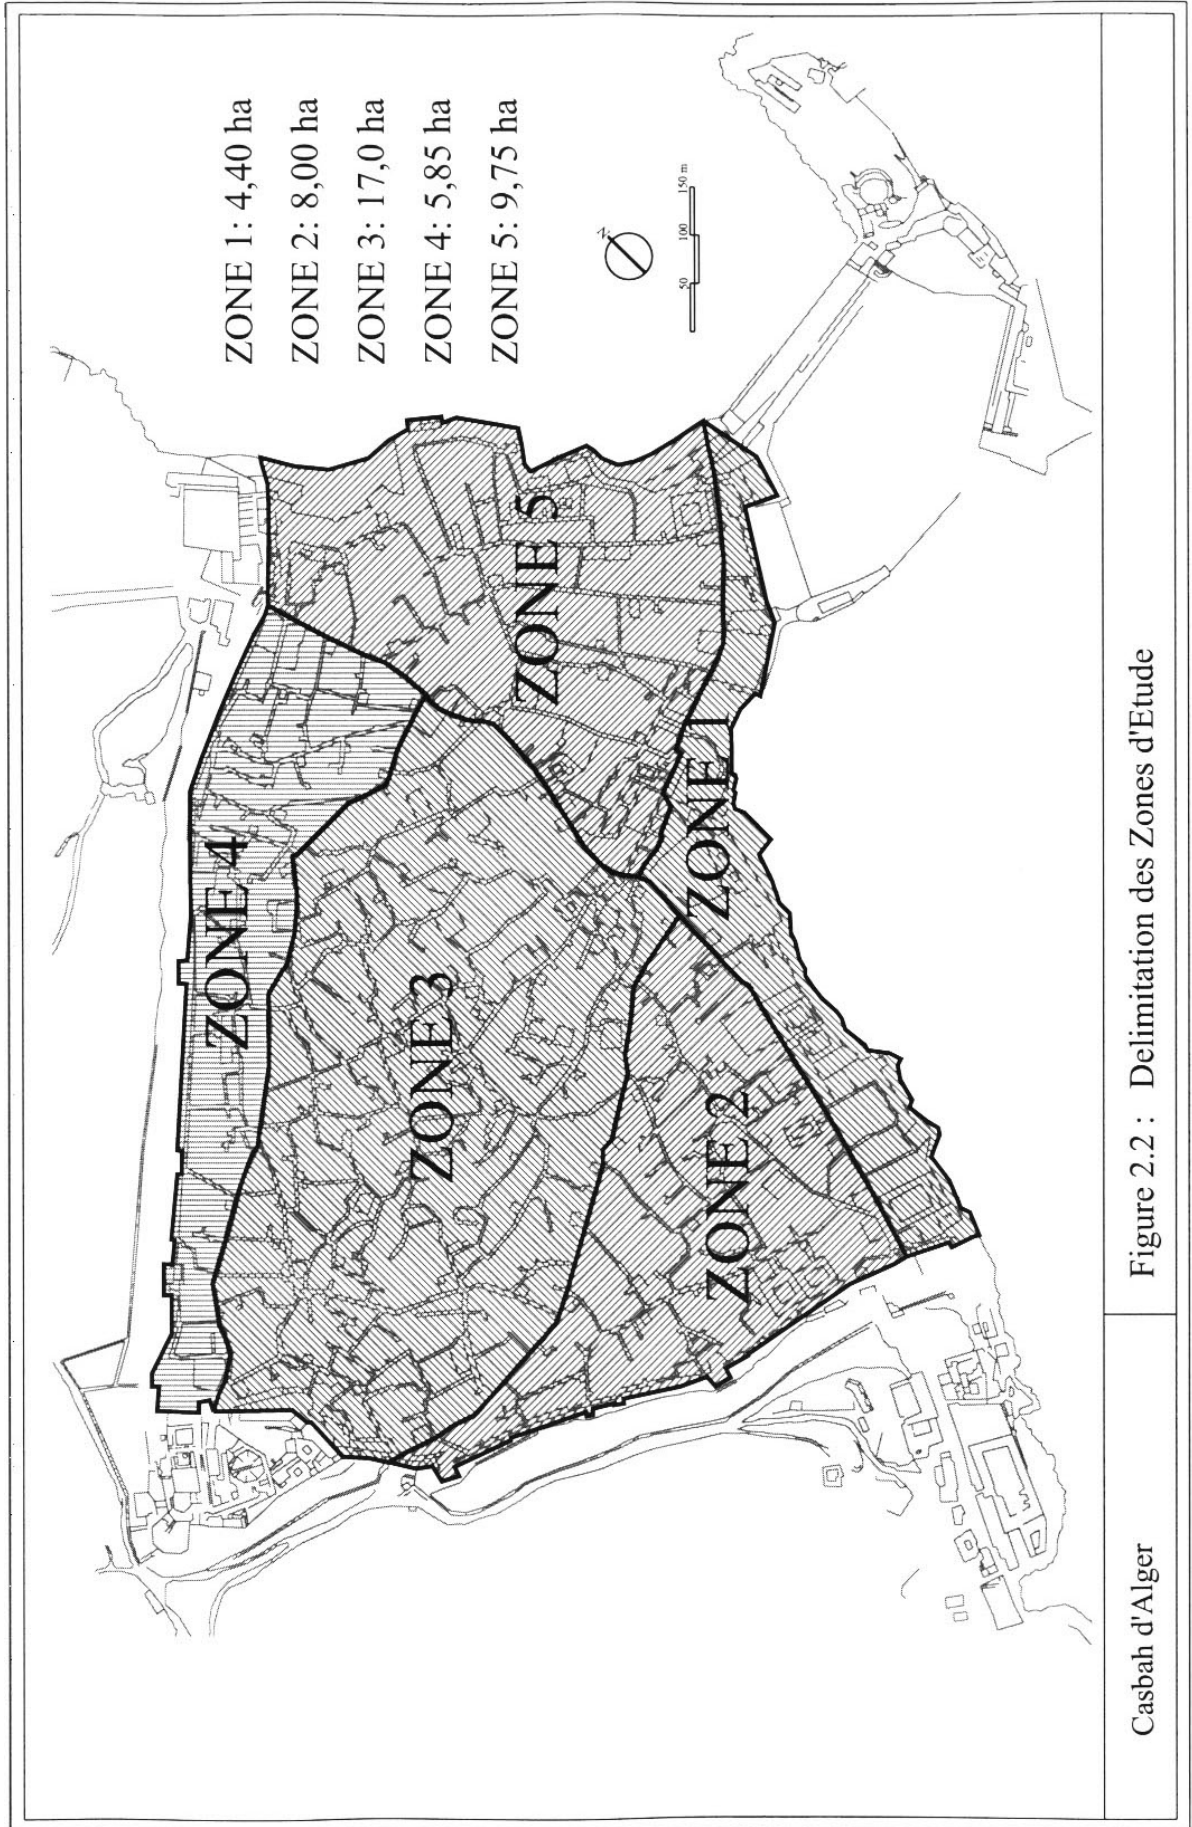 ZONE 1: 4,40 ha
ZONE 2: 8,00 ha
ZONE 3: 17,0 ha
ZONE 4: 5,85 ha
ZONE 5: 9,75 ha
N
50 100 150 m
ZONE 4
ZONE 5
ZONE 3
ZONE 1
ZONE 2
Casbah d'Alger
Figure 2.2 : Delimitation des Zones d'Etude